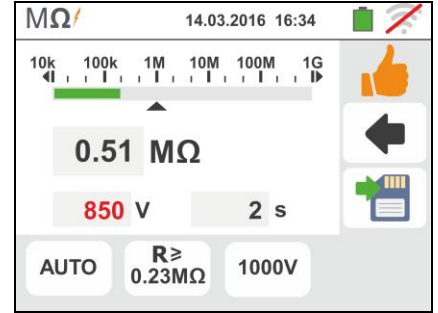 MΩ 14.03.2016 16:34
10k 100k 1M 10M 100M 1G
0.51 MΩ
850 V 2 s
AUTO R≥ 0.23MΩ 1000V